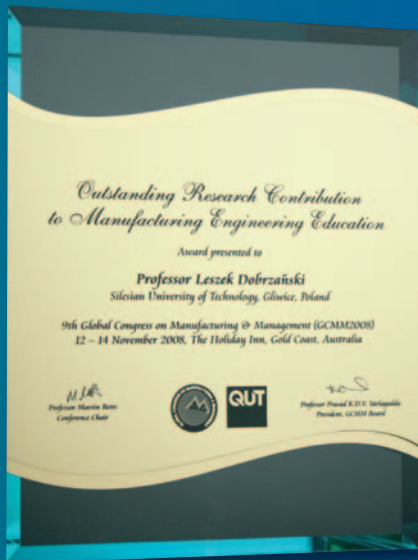 Outstanding Research Contribution
to Manufacturing Engineering Education
Award presented to
Professor Leszek Dobrzański
Silesian University of Technology, Gliwice, Poland
9th Global Congress on Manufacturing & Management (GCMM2008)
12 – 14 November 2008, The Holiday Inn, Gold Coast, Australia
Professor Martin Betts
Conference Chair
QUT
Professor Prasad K.D.V. Yarlagadda
President, GCMM Board